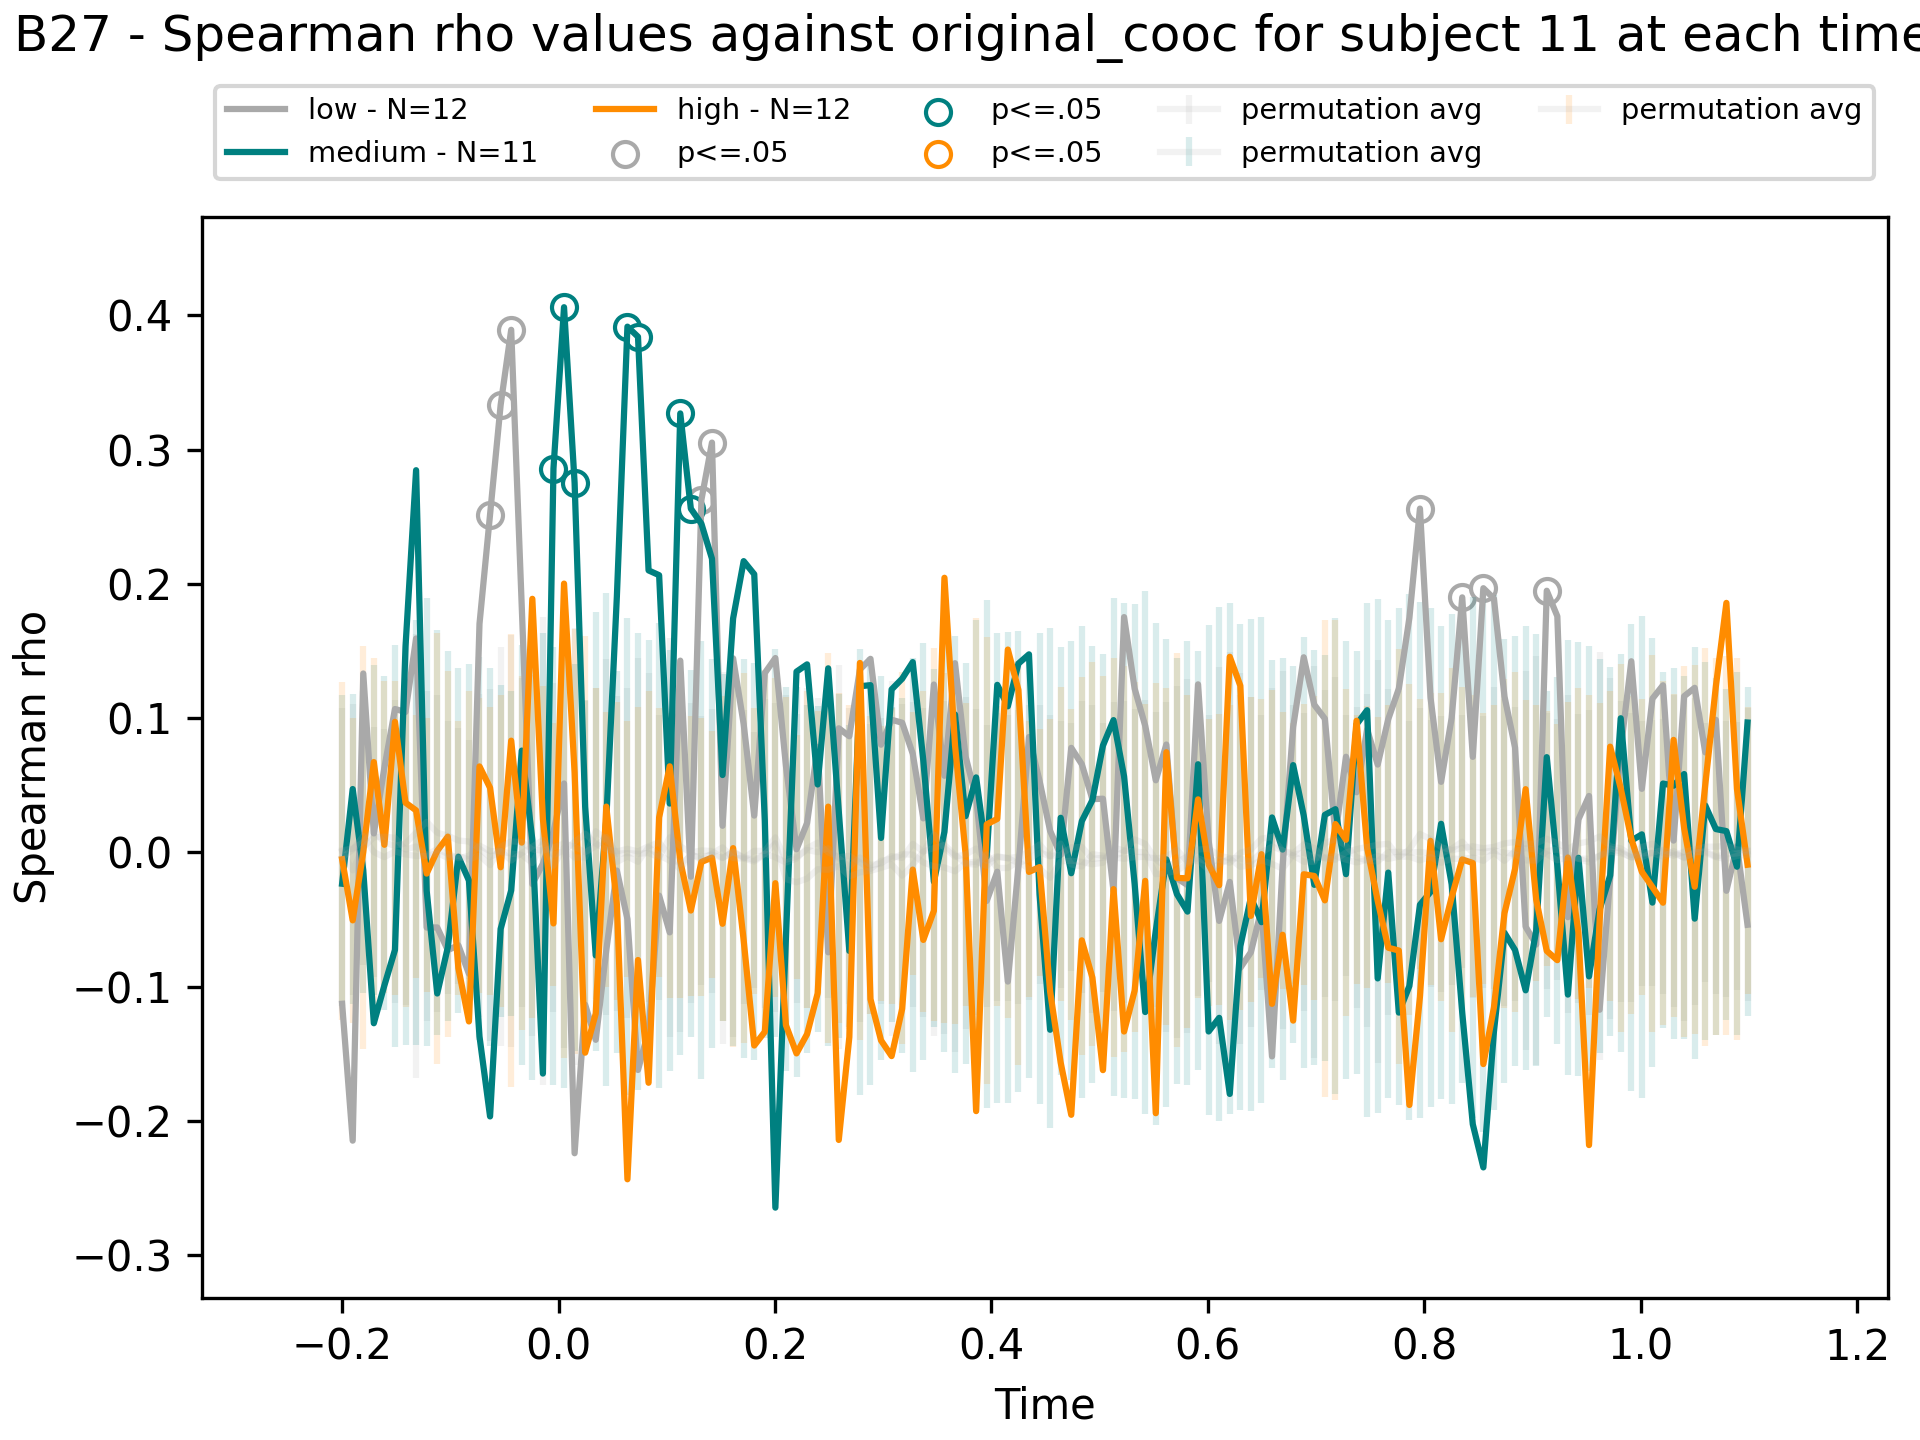 B27 - Spearman rho values against original_cooc for subject 11 at each time
low - N=12
medium - N=11
high - N=12
p<=.05
p<=.05
p<=.05
permutation avg
permutation avg
permutation avg
Spearman rho
0.4
0.3
0.2
0.1
0.0
−0.1
−0.2
−0.3
−0.2
0.0
0.2
0.4
0.6
0.8
1.0
1.2
Time